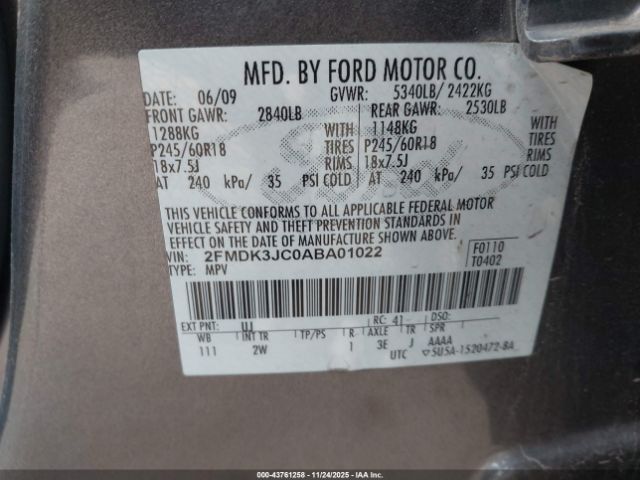 MFD. BY FORD MOTOR CO.
DATE: 06/09 GVWR: 5340LB/ 2422KG
FRONT GAWR: 2840LB REAR GAWR: 2530LB
1288KG WITH 1148KG WITH
P245/60R18 TIRES P245/60R18 TIRES
18x7.5J RIMS 18x7.5J RIMS
AT 240 kPa/ 35 PSI COLD AT 240 kPa/ 35 PSI COLD
THIS VEHICLE CONFORMS TO ALL APPLICABLE FEDERAL MOTOR
VEHICLE SAFETY AND THEFT PREVENTION STANDARDS IN
EFFECT ON THE DATE OF MANUFACTURE SHOWN ABOVE.
VIN: 2FMDK3JC0ABA01022 F0110
TYPE: MPV T0402
EXT PNT: UJ RC: 41 DSO:
WB INT TR TP/PS R AXLE TR SPR
111 2W 1 3E J AAAA
UTC ▽5U5A-1520472-BA
000-43761258 - 11/24/2025 - IAAI.COM